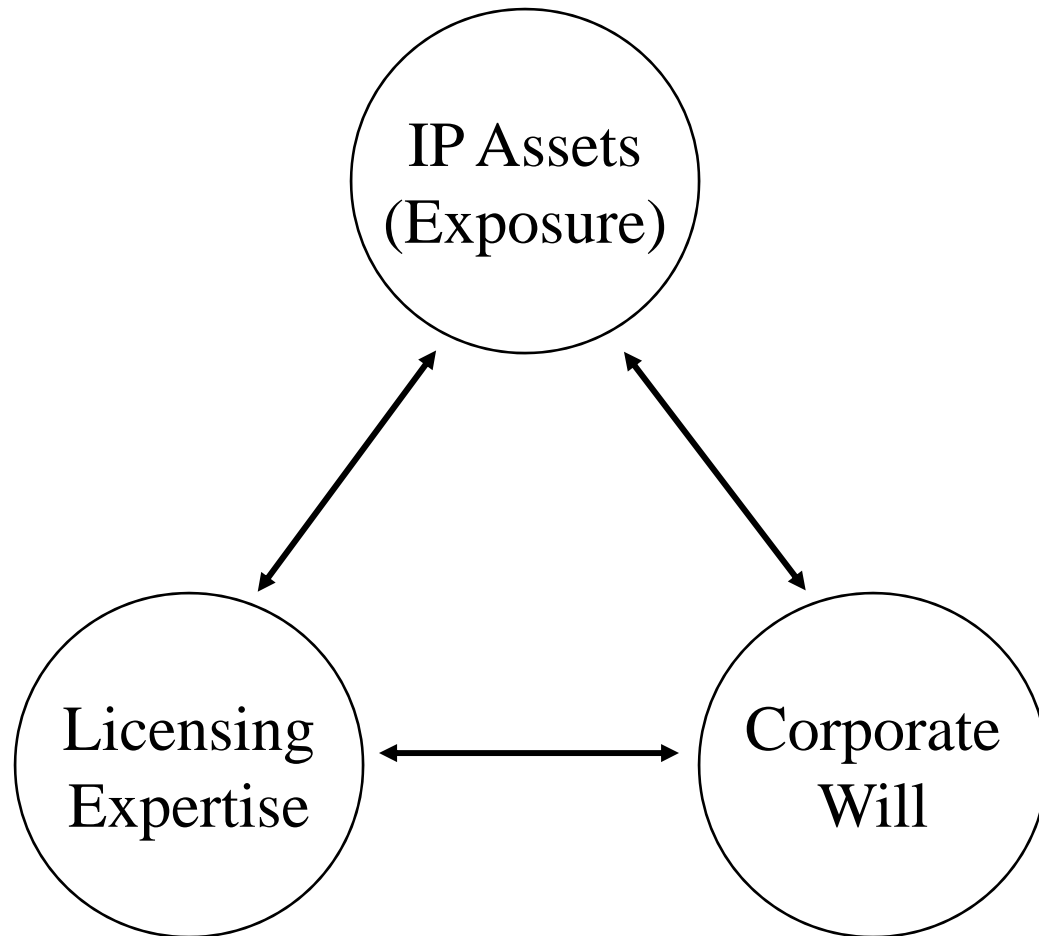 IP Assets
(Exposure)
Licensing
Expertise
Corporate
Will